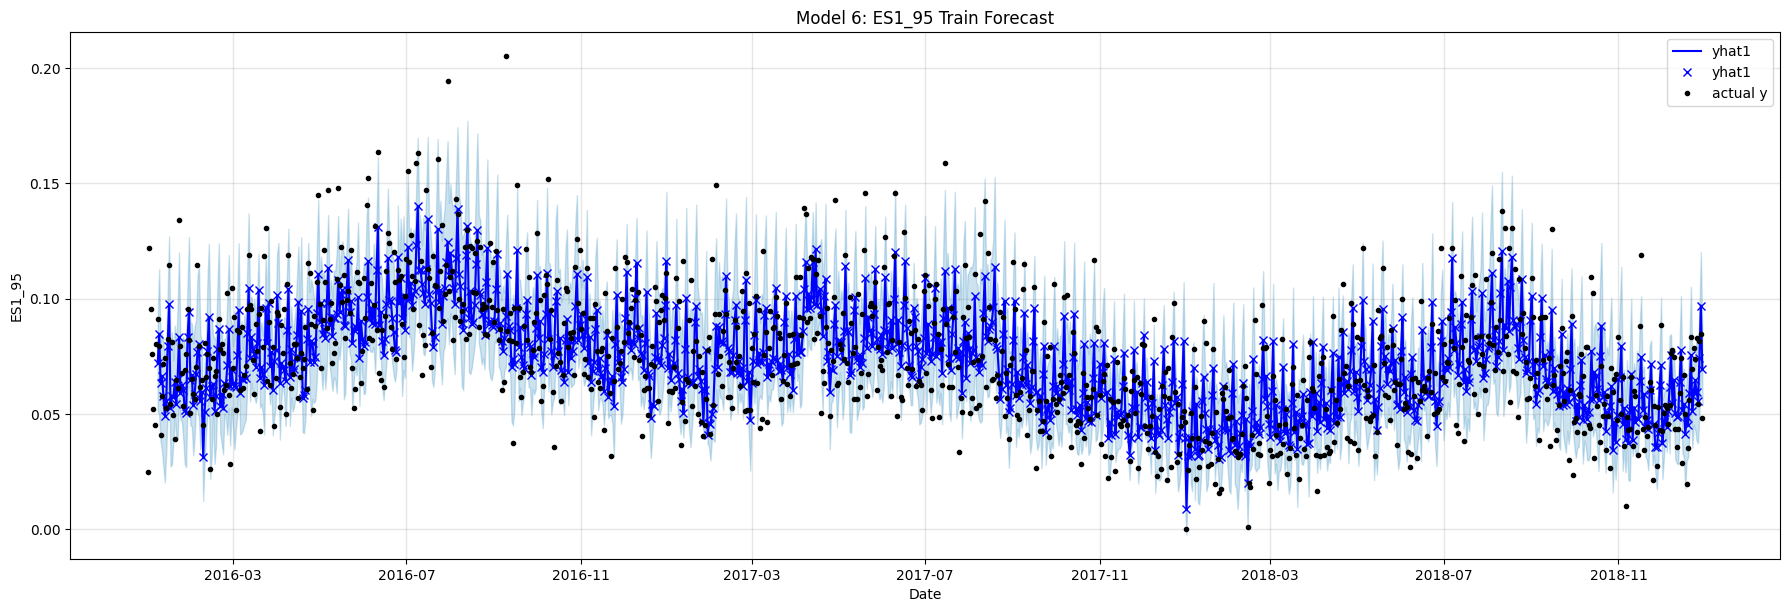 Model 6: ES1_95 Train Forecast
yhat1
yhat1
actual y
ES1_95
0.20
0.15
0.10
0.05
0.00
2016-03
2016-07
2016-11
2017-03
2017-07
2017-11
2018-03
2018-07
2018-11
Date